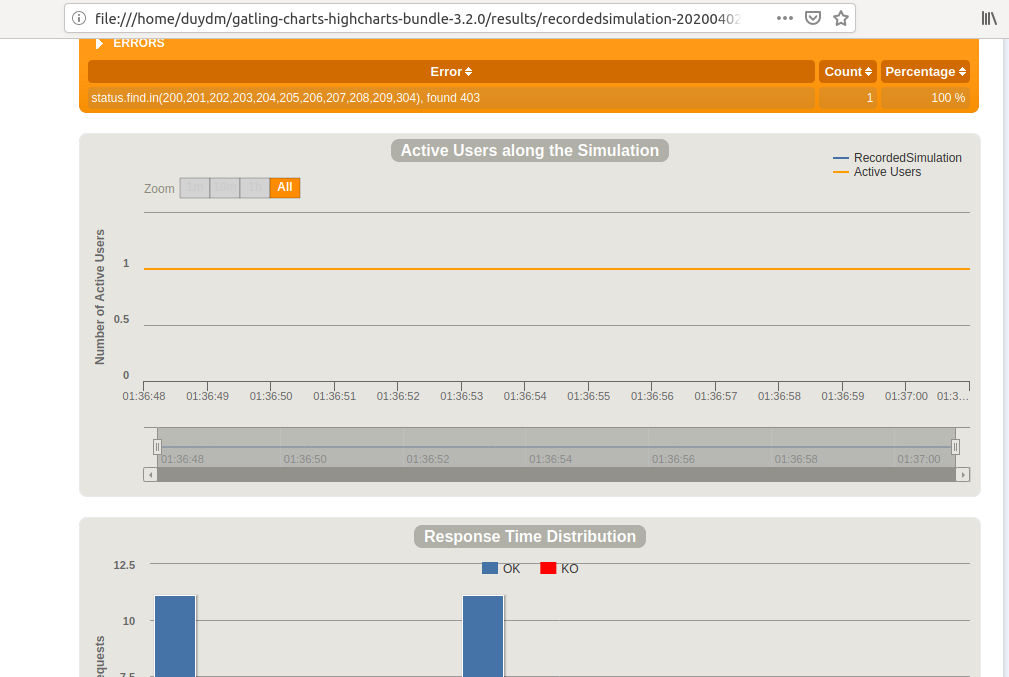 file:///home/duydm/gatling-charts-highcharts-bundle-3.2.0/results/recordedsimulation-20200402
ERRORS
Error Count Percentage
status.find.in(200,201,202,203,204,205,206,207,208,209,304), found 403 1 100 %
Active Users along the Simulation
RecordedSimulation
Active Users
Zoom 1m 10m 1h All
Number of Active Users
1
0.5
0
01:36:48 01:36:49 01:36:50 01:36:51 01:36:52 01:36:53 01:36:54 01:36:55 01:36:56 01:36:57 01:36:58 01:36:59 01:37:00 01:3…
01:36:48 01:36:50 01:36:52 01:36:54 01:36:56 01:36:58 01:37:00
Response Time Distribution
OK KO
12.5
10
7.5
equests